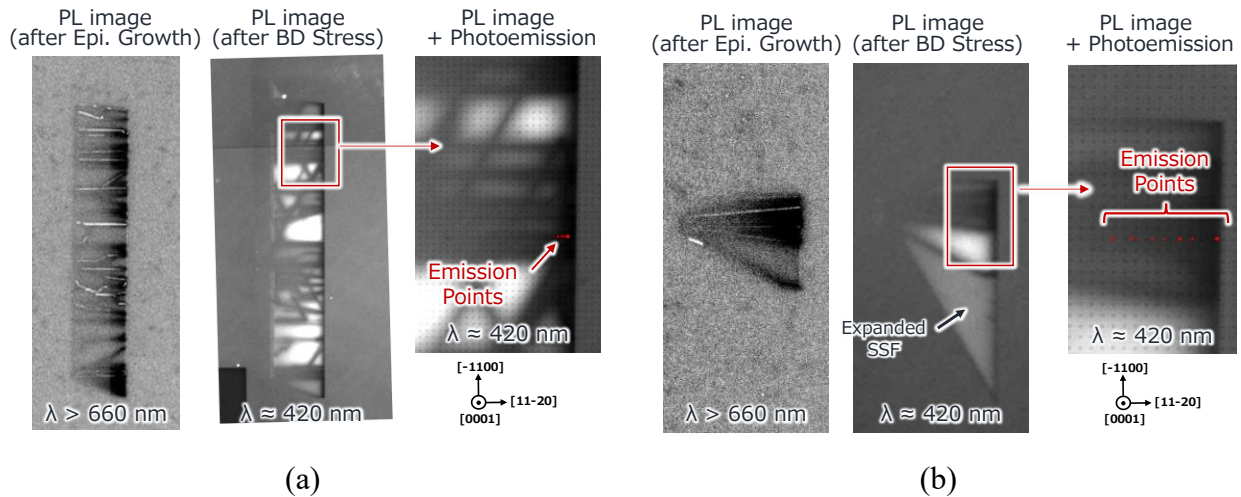 PL image
(after Epi. Growth)
PL image
(after BD Stress)
PL image
+ Photoemission
Emission
Points
λ > 660 nm
λ ≈ 420 nm
λ ≈ 420 nm
[-1100]
[11-20]
[0001]
(a)
PL image
(after Epi. Growth)
PL image
(after BD Stress)
PL image
+ Photoemission
Emission
Points
Expanded
SSF
λ > 660 nm
λ ≈ 420 nm
λ ≈ 420 nm
[-1100]
[11-20]
[0001]
(b)